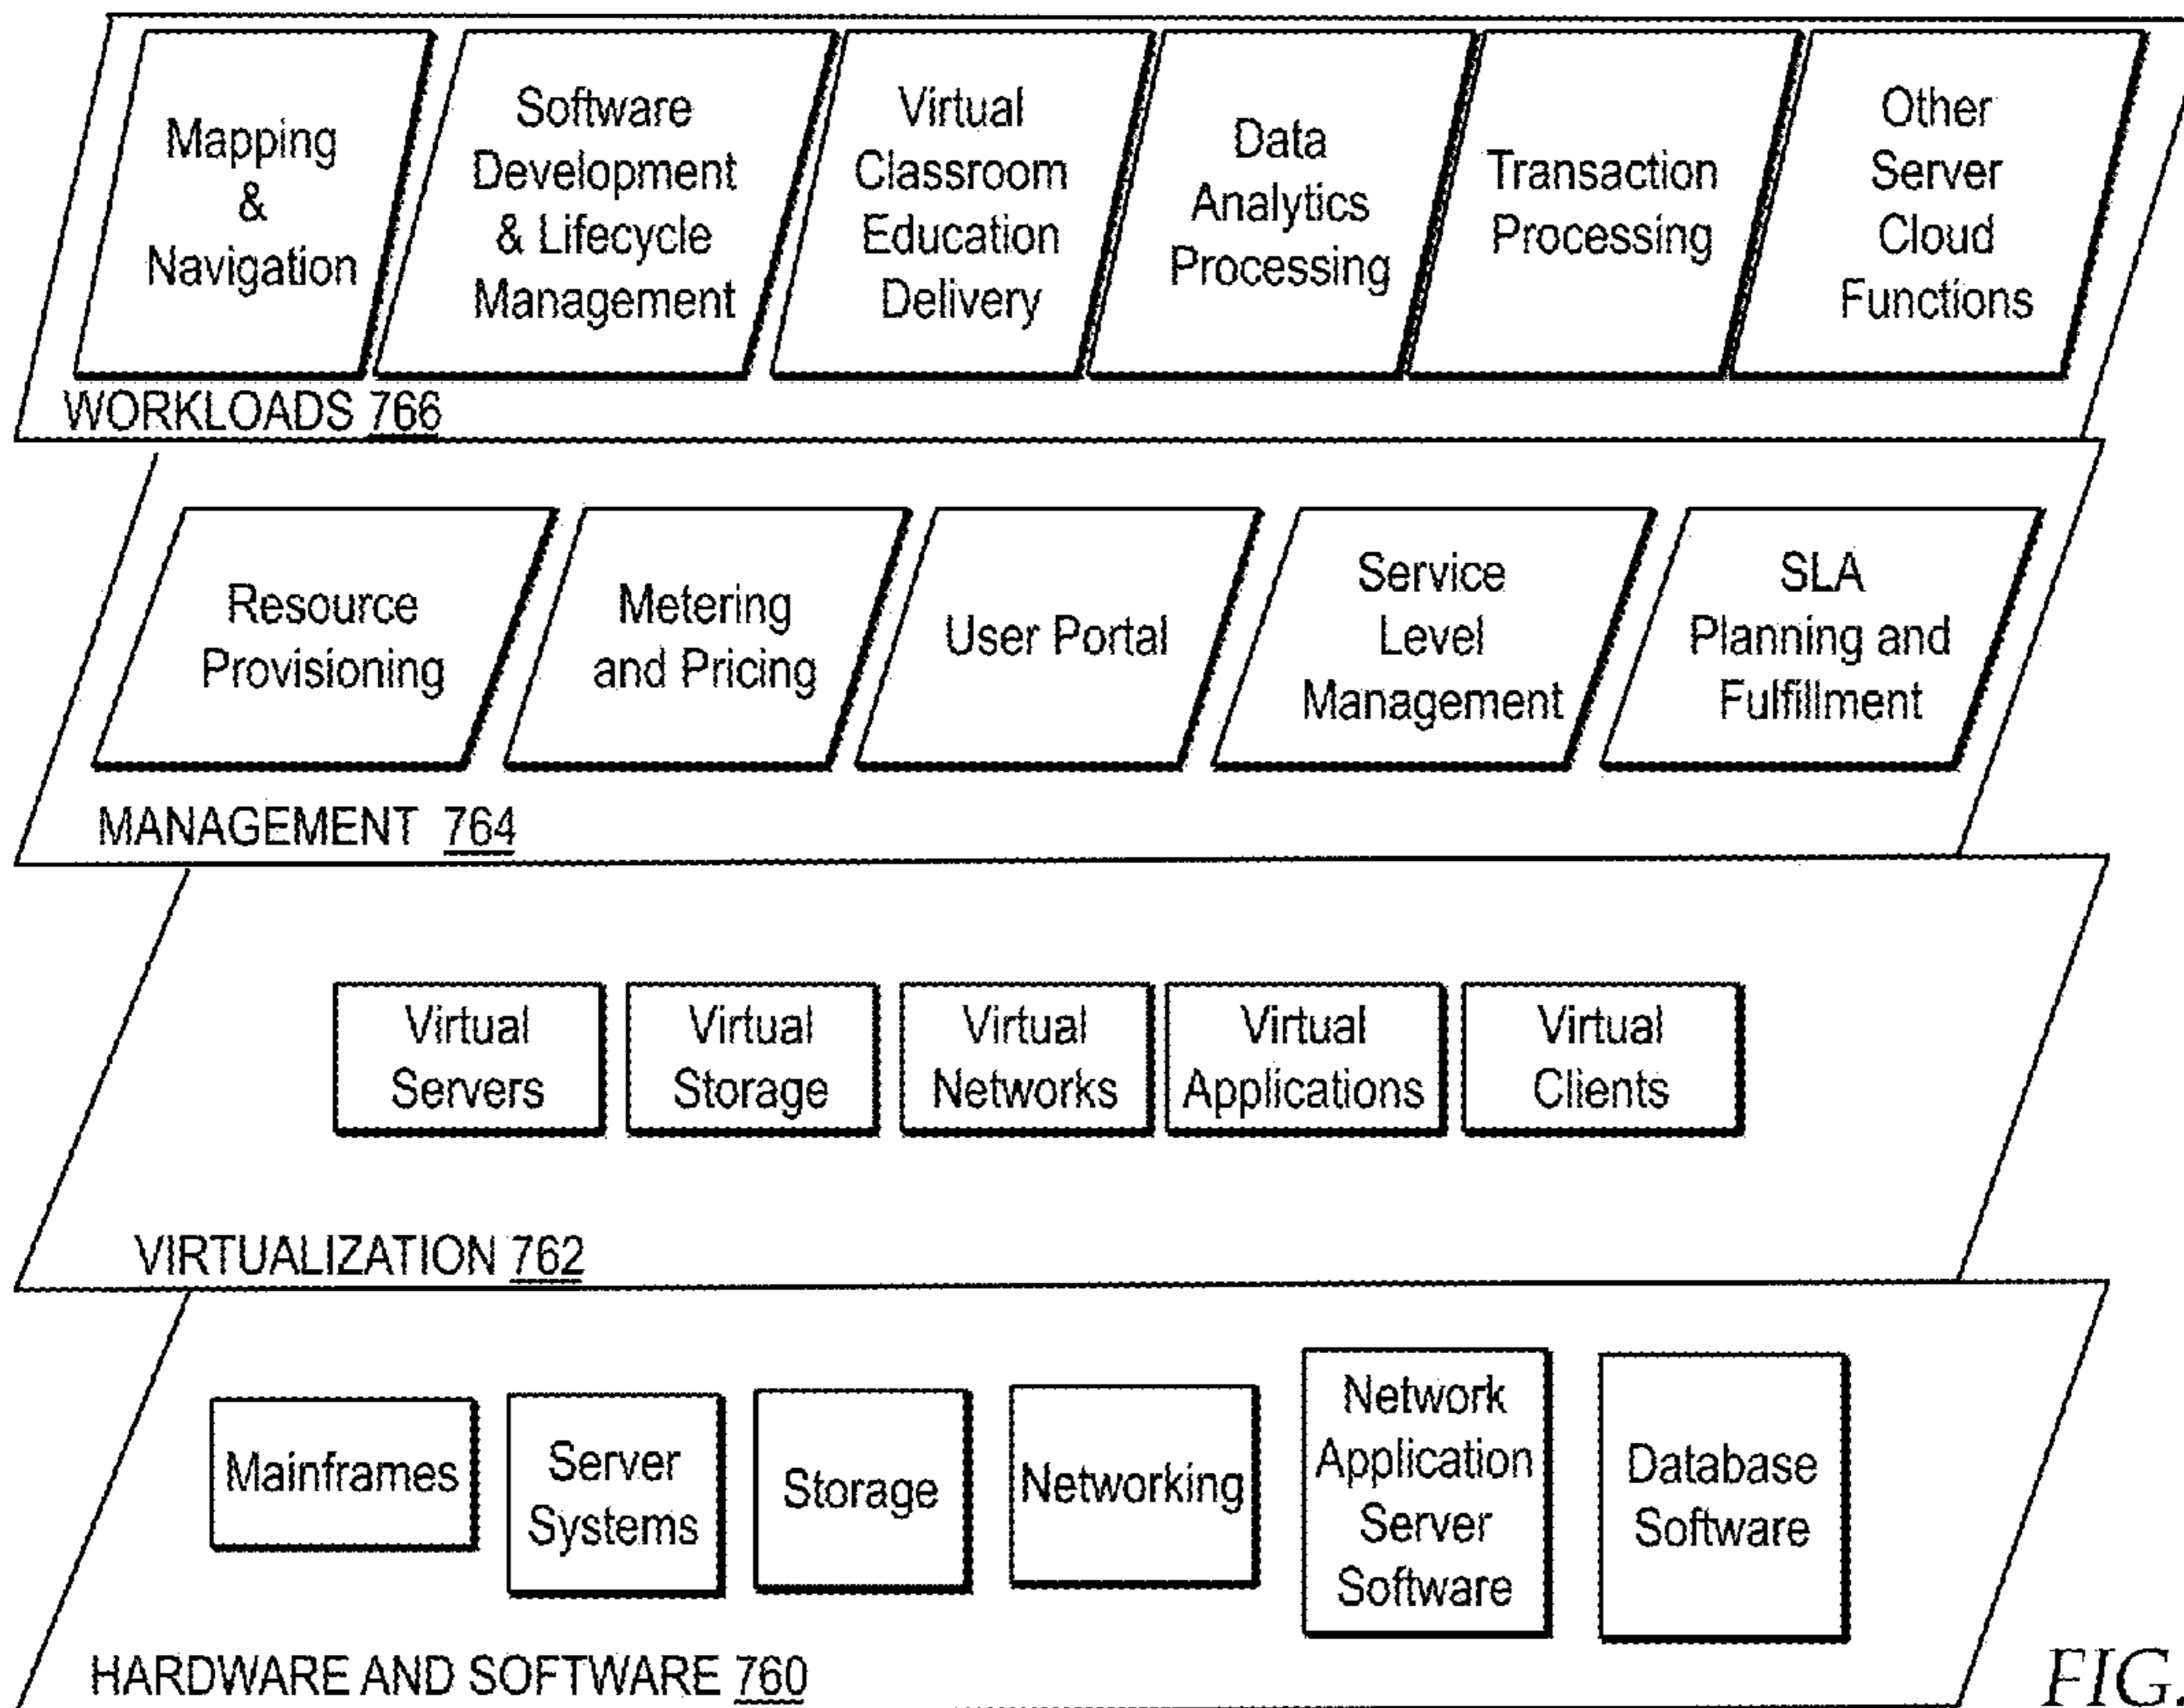 Mapping
&
Navigation
Software
Development
& Lifecycle
Management
Virtual
Classroom
Education
Delivery
Data
Analytics
Processing
Transaction
Processing
Other
Server
Cloud
Functions
WORKLOADS 766
Resource
Provisioning
Metering
and Pricing
User Portal
Service
Level
Management
SLA
Planning and
Fulfillment
MANAGEMENT 764
Virtual
Servers
Virtual
Storage
Virtual
Networks
Virtual
Applications
Virtual
Clients
VIRTUALIZATION 762
Mainframes
Server
Systems
Storage
Networking
Network
Application
Server
Software
Database
Software
HARDWARE AND SOFTWARE 760
FIG.